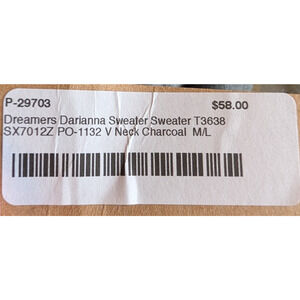 P-29703 $58.00
Dreamers Darianna Sweater Sweater T3638
SX7012Z PO-1132 V Neck Charcoal M/L